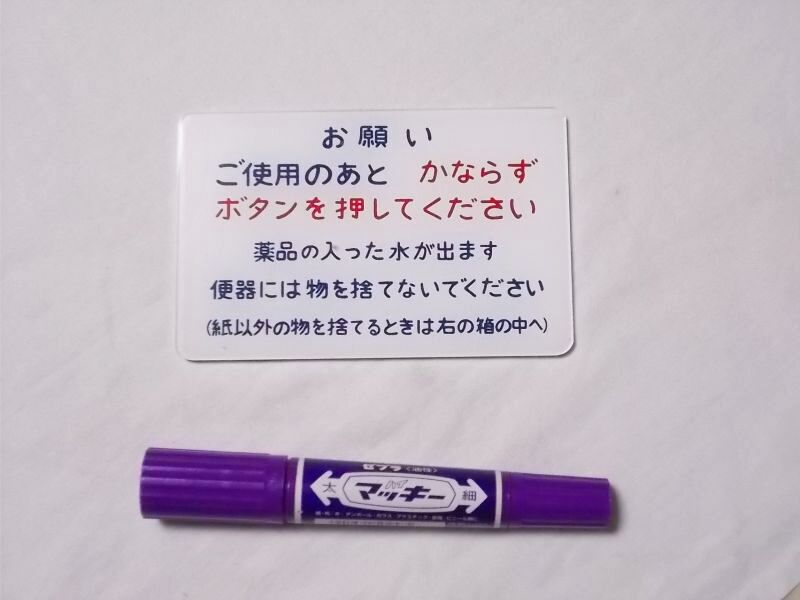 お願い
ご使用のあと かならず
ボタンを押してください
薬品の入った水が出ます
便器には物を捨てないでください
(紙以外の物を捨てるときは右の箱の中へ)
ゼブラ〈油性〉
太 ハイ マッキー 細